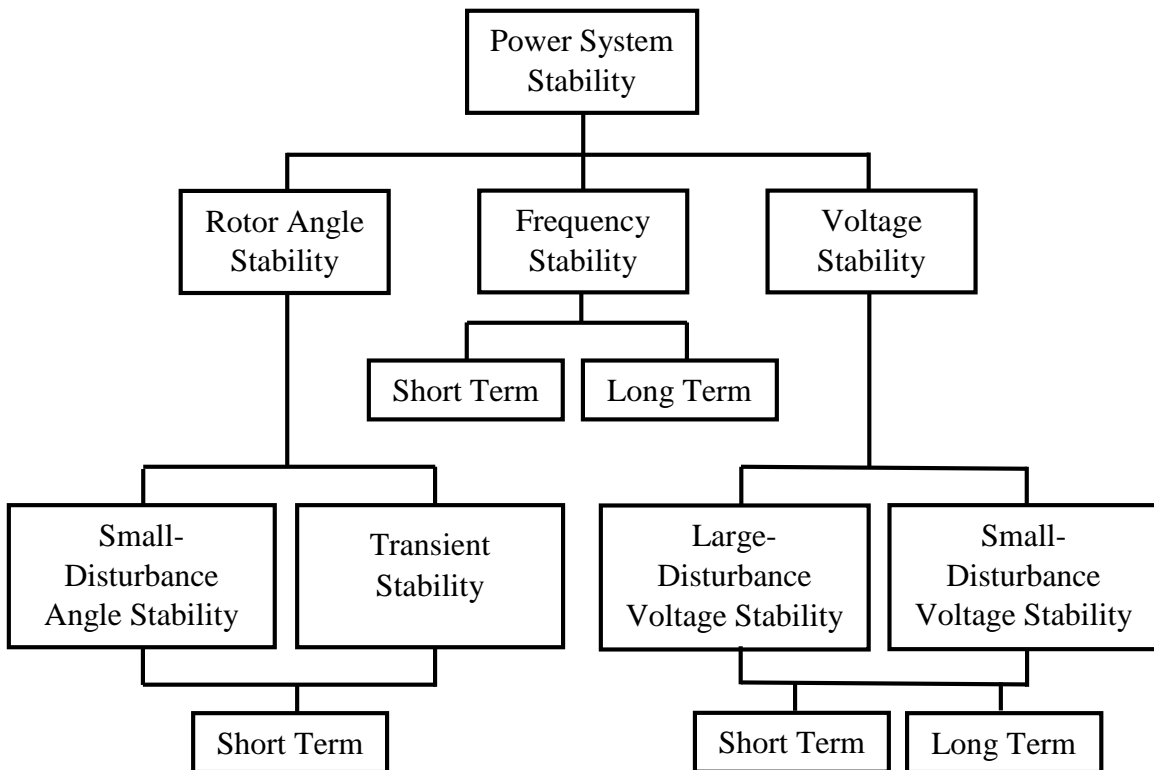 Power System
Stability
Rotor Angle
Stability
Frequency
Stability
Voltage
Stability
Short Term
Long Term
Small-
Disturbance
Angle Stability
Transient
Stability
Large-
Disturbance
Voltage Stability
Small-
Disturbance
Voltage Stability
Short Term
Short Term
Long Term